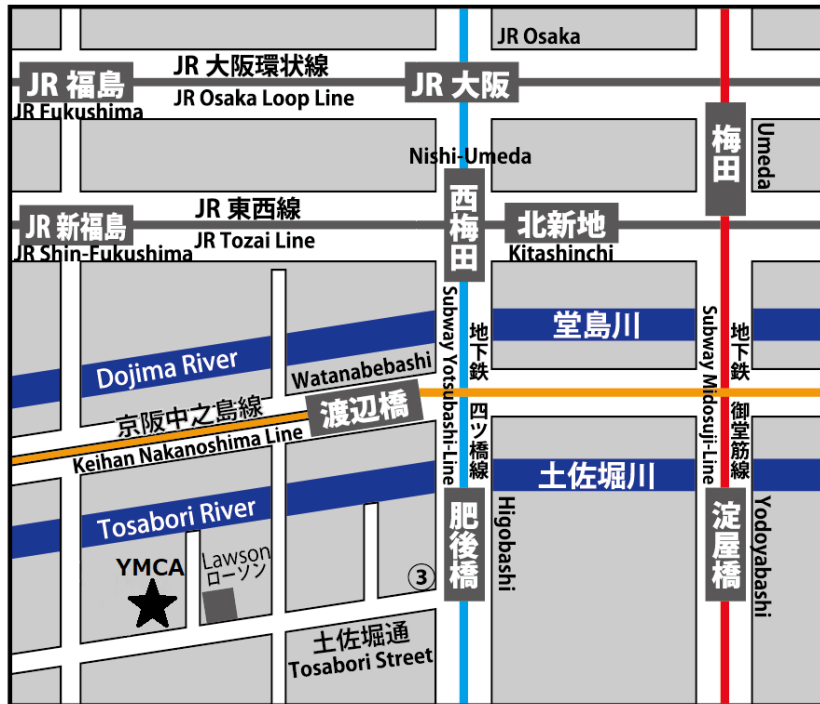 JR Osaka
JR 大阪環状線
JR 福島
JR 大阪
JR Osaka Loop Line
JR Fukushima
梅田
Umeda
Nishi-Umeda
西梅田
JR 東西線
JR 新福島
北新地
JR Tozai Line
JR Shin-Fukushima
Kitashinchi
Subway Yotsubashi-Line
地下鉄 四ツ橋線
Subway Midosuji-Line
地下鉄 御堂筋線
堂島川
Dojima River
Watanabebashi
渡辺橋
京阪中之島線
Keihan Nakanoshima Line
土佐堀川
Tosabori River
肥後橋
Higobashi
淀屋橋
Yodoyabashi
YMCA
Lawson
ローソン
③
土佐堀通
Tosabori Street